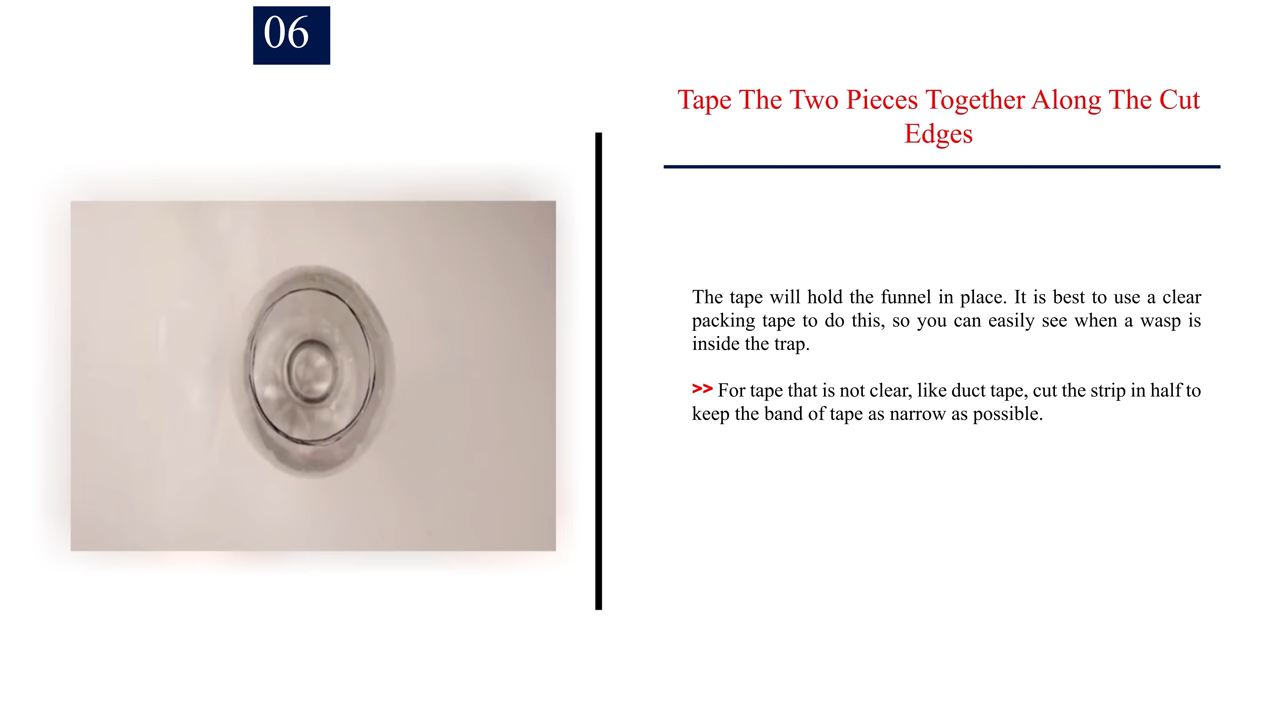 06
Tape The Two Pieces Together Along The Cut
Edges
The tape will hold the funnel in place. It is best to use a clear
packing tape to do this, so you can easily see when a wasp is
inside the trap.
>> For tape that is not clear, like duct tape, cut the strip in half to
keep the band of tape as narrow as possible.